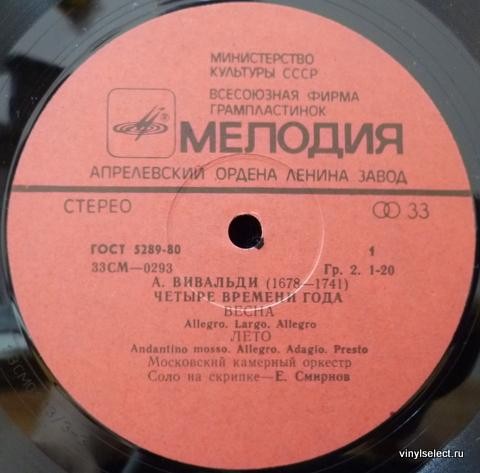 МИНИСТЕРСТВО
КУЛЬТУРЫ СССР
ВСЕСОЮЗНАЯ ФИРМА
ГРАМПЛАСТИНОК
МЕЛОДИЯ
АПРЕЛЕВСКИЙ ОРДЕНА ЛЕНИНА ЗАВОД
СТЕРЕО 33
ГОСТ 5289-80 1
33СМ—0293 Гр. 2. 1-20
А. ВИВАЛЬДИ (1678—1741)
ЧЕТЫРЕ ВРЕМЕНИ ГОДА
ВЕСНА
Allegro. Largo. Allegro
ЛЕТО
Andantino mosso. Allegro. Adagio. Presto
Московский камерный оркестр
Соло на скрипке—Е. Смирнов
vinylselect.ru